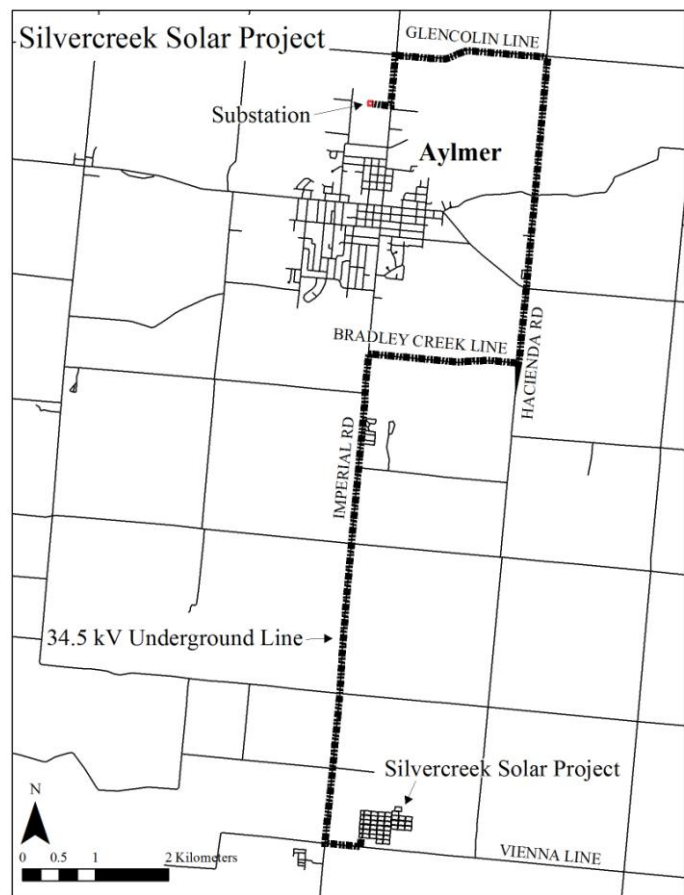 Silvercreek Solar Project
GLENCOLIN LINE
Substation
Aylmer
BRADLEY CREEK LINE
HACIENDA RD
IMPERIAL RD
34.5 kV Underground Line
Silvercreek Solar Project
N
VIENNA LINE
0 0.5 1 2 Kilometers